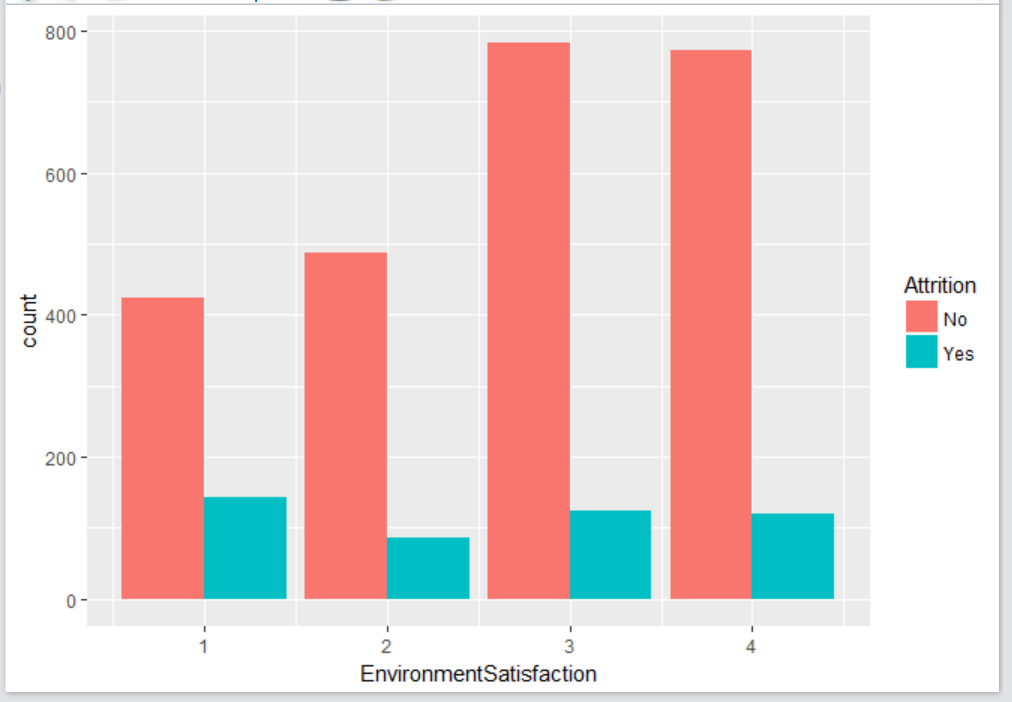 800
600
400
200
0
count
1 2 3 4
EnvironmentSatisfaction
Attrition
No
Yes